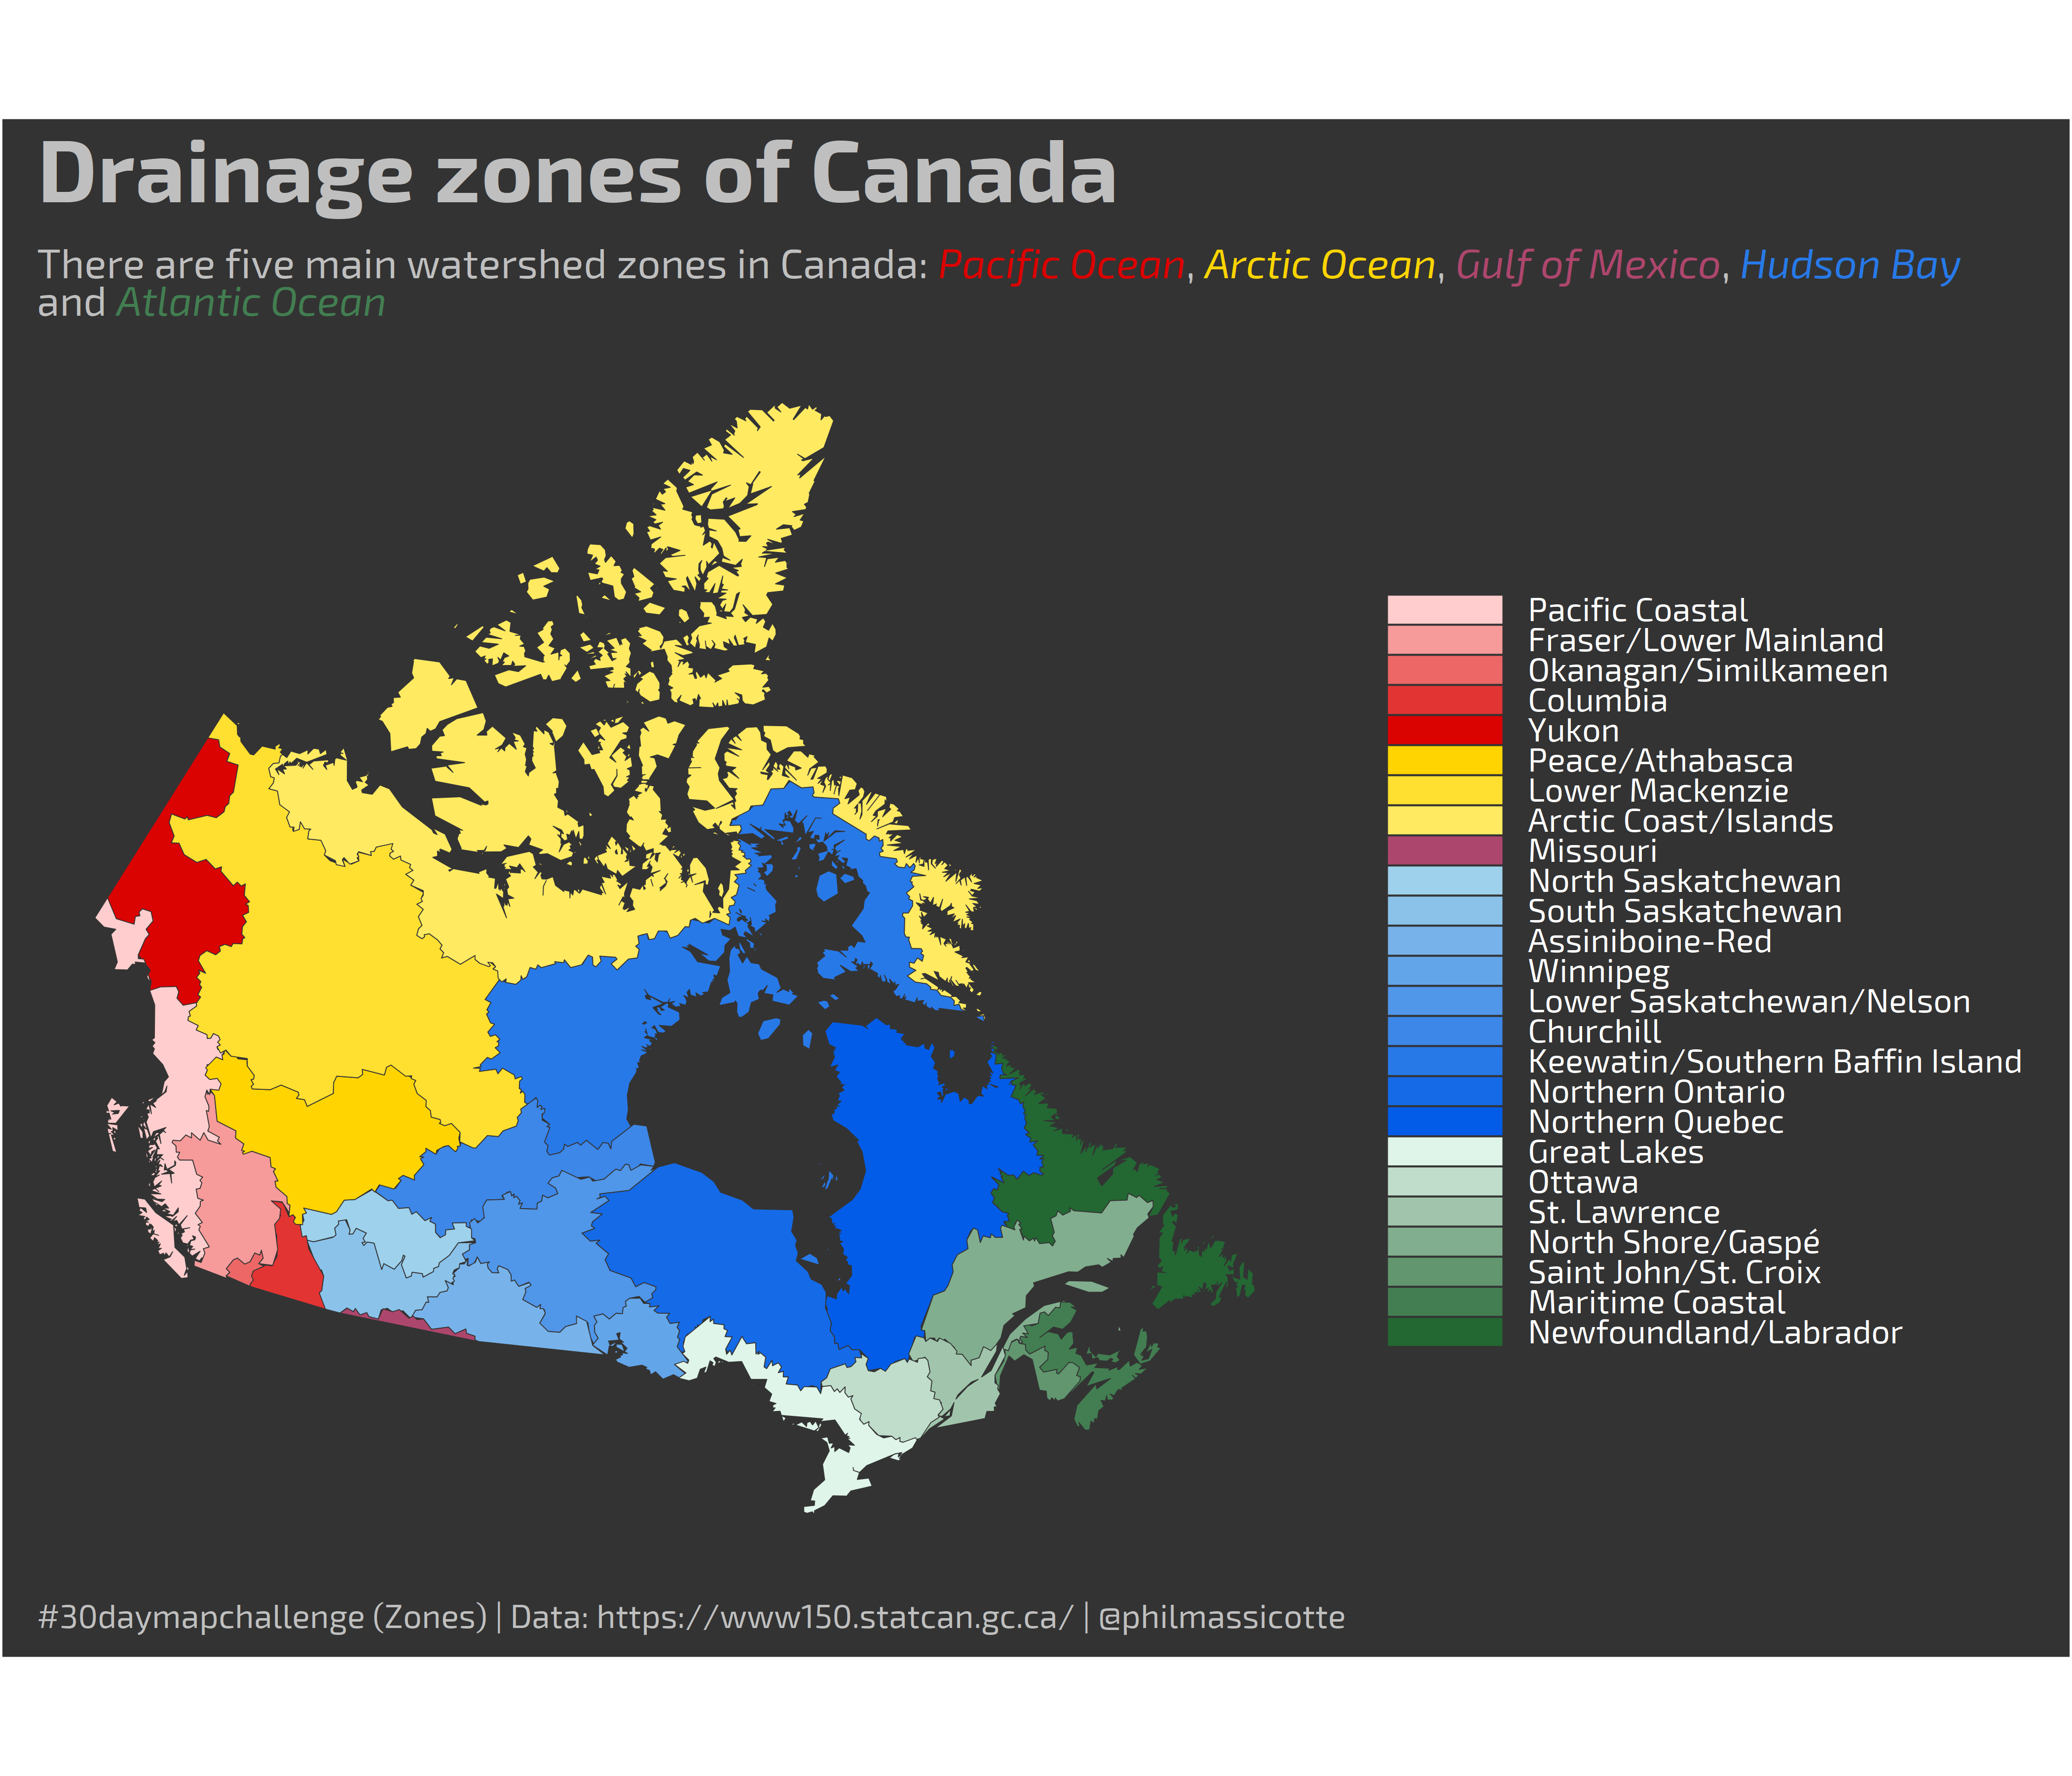 Drainage zones of Canada
There are five main watershed zones in Canada: Pacific Ocean, Arctic Ocean, Gulf of Mexico, Hudson Bay
and Atlantic Ocean
Pacific Coastal
Fraser/Lower Mainland
Okanagan/Similkameen
Columbia
Yukon
Peace/Athabasca
Lower Mackenzie
Arctic Coast/Islands
Missouri
North Saskatchewan
South Saskatchewan
Assiniboine-Red
Winnipeg
Lower Saskatchewan/Nelson
Churchill
Keewatin/Southern Baffin Island
Northern Ontario
Northern Quebec
Great Lakes
Ottawa
St. Lawrence
North Shore/Gaspé
Saint John/St. Croix
Maritime Coastal
Newfoundland/Labrador
#30daymapchallenge (Zones) | Data: https://www150.statcan.gc.ca/ | @philmassicotte